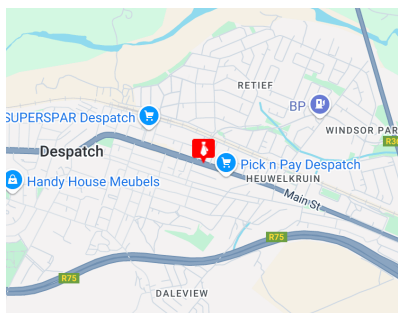 RETIEF
BP
SUPERSPAR Despatch
WINDSOR PAR
R3
Despatch
Pick n Pay Despatch
HEUWELKRUIN
Handy House Meubels
Main St
R75
R75
DALEVIEW